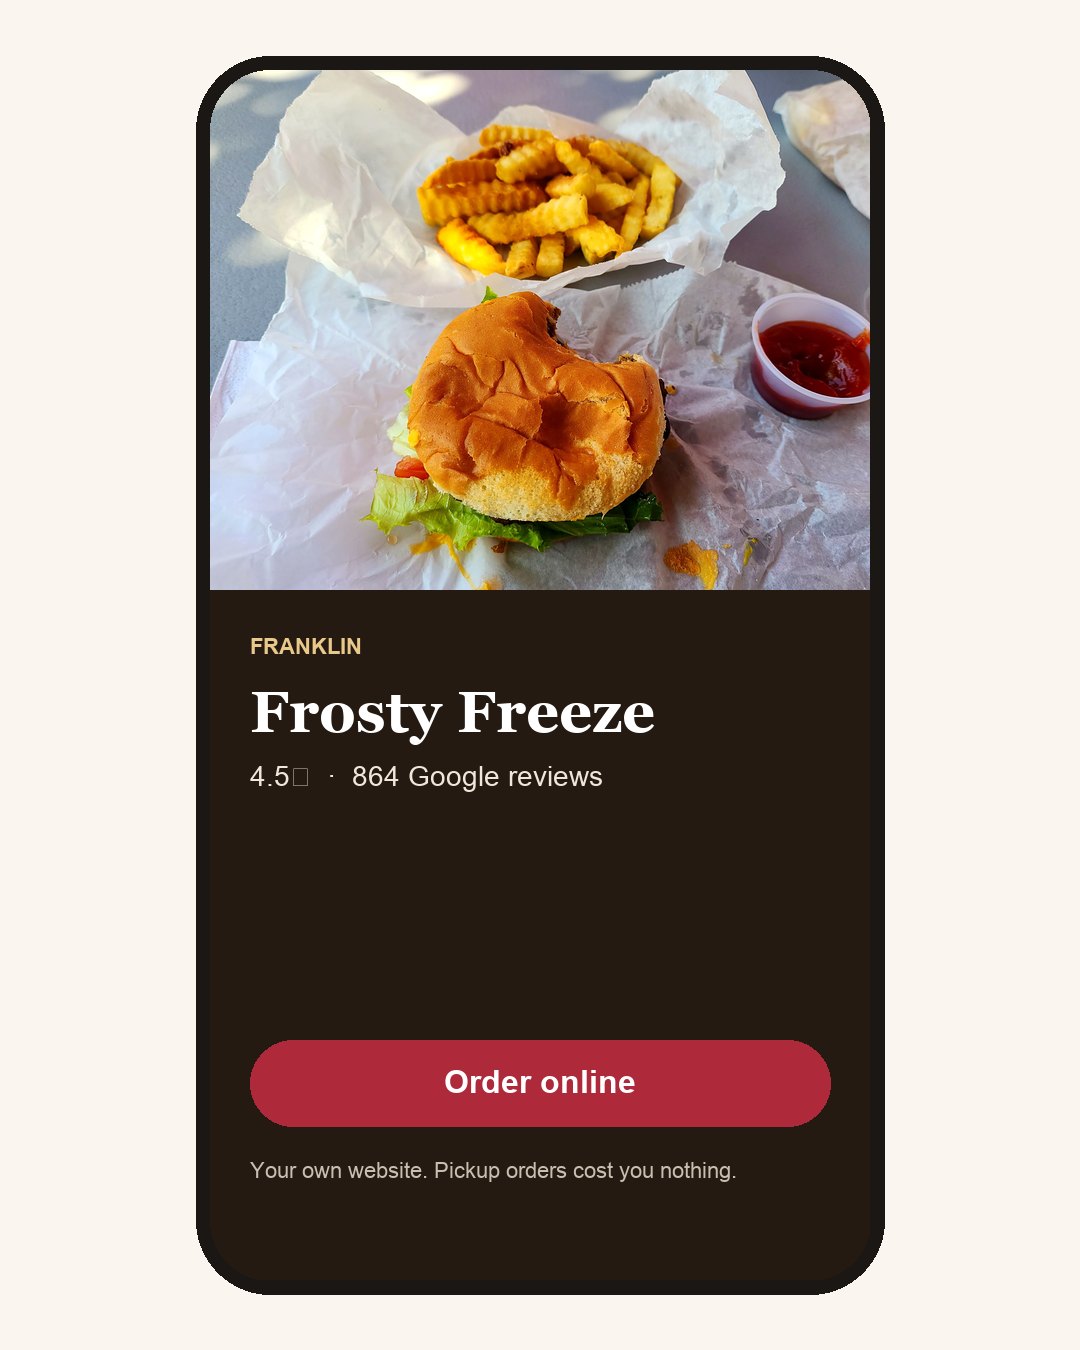 FRANKLIN
Frosty Freeze
4.5□ · 864 Google reviews
Order online
Your own website. Pickup orders cost you nothing.